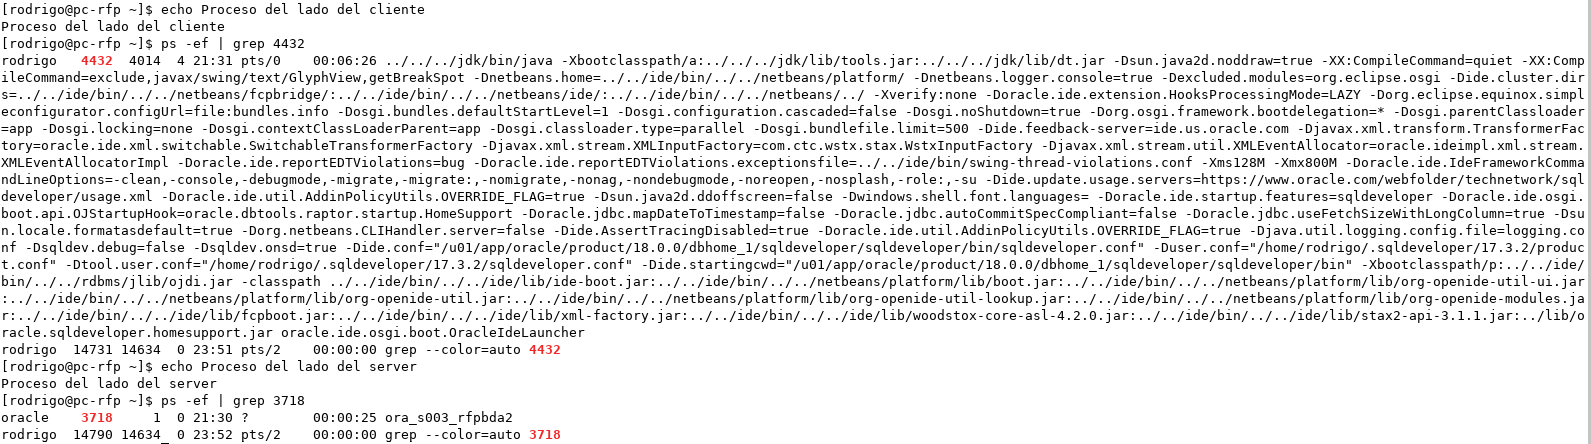 [rodrigo@pc-rfp ~]$ echo Proceso del lado del cliente
Proceso del lado del cliente
[rodrigo@pc-rfp ~]$ ps -ef | grep 4432
rodrigo   4432  4014  4 21:31 pts/0    00:06:26 ../../../jdk/bin/java -Xbootclasspath/a:../../../jdk/lib/tools.jar:../../../jdk/lib/dt.jar -Dsun.java2d.noddraw=true -XX:CompileCommand=quiet -XX:Comp
ileCommand=exclude,javax/swing/text/GlyphView,getBreakSpot -Dnetbeans.home=../../ide/bin/../../netbeans/platform/ -Dnetbeans.logger.console=true -Dexcluded.modules=org.eclipse.osgi -Dide.cluster.dir
s=../../ide/bin/../../netbeans/fcpbridge/:../../ide/bin/../../netbeans/ide/:../../ide/bin/../../netbeans/../ -Xverify:none -Doracle.ide.extension.HooksProcessingMode=LAZY -Dorg.eclipse.equinox.simpl
econfigurator.configUrl=file:bundles.info -Dosgi.bundles.defaultStartLevel=1 -Dosgi.configuration.cascaded=false -Dosgi.noShutdown=true -Dorg.osgi.framework.bootdelegation=* -Dosgi.parentClassloader
=app -Dosgi.locking=none -Dosgi.contextClassLoaderParent=app -Dosgi.classloader.type=parallel -Dosgi.bundlefile.limit=500 -Dide.feedback-server=ide.us.oracle.com -Djavax.xml.transform.TransformerFac
tory=oracle.ide.xml.switchable.SwitchableTransformerFactory -Djavax.xml.stream.XMLInputFactory=com.ctc.wstx.stax.WstxInputFactory -Djavax.xml.stream.util.XMLEventAllocator=oracle.ideimpl.xml.stream.
XMLEventAllocatorImpl -Doracle.ide.reportEDTViolations=bug -Doracle.ide.reportEDTViolations.exceptionsfile=../../ide/bin/swing-thread-violations.conf -Xms128M -Xmx800M -Doracle.ide.IdeFrameworkComma
ndLineOptions=-clean,-console,-debugmode,-migrate,-migrate:,-nomigrate,-nonag,-nondebugmode,-noreopen,-nosplash,-role:,-su -Dide.update.usage.servers=https://www.oracle.com/webfolder/technetwork/sql
developer/usage.xml -Doracle.ide.util.AddinPolicyUtils.OVERRIDE_FLAG=true -Dsun.java2d.ddoffscreen=false -Dwindows.shell.font.languages= -Doracle.ide.startup.features=sqldeveloper -Doracle.ide.osgi.
boot.api.OJStartupHook=oracle.dbtools.raptor.startup.HomeSupport -Doracle.jdbc.mapDateToTimestamp=false -Doracle.jdbc.autoCommitSpecCompliant=false -Doracle.jdbc.useFetchSizeWithLongColumn=true -Dsu
n.locale.formatasdefault=true -Dorg.netbeans.CLIHandler.server=false -Dide.AssertTracingDisabled=true -Doracle.ide.util.AddinPolicyUtils.OVERRIDE_FLAG=true -Djava.util.logging.config.file=logging.co
nf -Dsqldev.debug=false -Dsqldev.onsd=true -Dide.conf="/u01/app/oracle/product/18.0.0/dbhome_1/sqldeveloper/sqldeveloper/bin/sqldeveloper.conf" -Duser.conf="/home/rodrigo/.sqldeveloper/17.3.2/produc
t.conf" -Dtool.user.conf="/home/rodrigo/.sqldeveloper/17.3.2/sqldeveloper.conf" -Dide.startingcwd="/u01/app/oracle/product/18.0.0/dbhome_1/sqldeveloper/sqldeveloper/bin" -Xbootclasspath/p:../../ide/
bin/../../rdbms/jlib/ojdi.jar -classpath ../../ide/bin/../../ide/lib/ide-boot.jar:../../ide/bin/../../netbeans/platform/lib/boot.jar:../../ide/bin/../../netbeans/platform/lib/org-openide-util-ui.jar
:../../ide/bin/../../netbeans/platform/lib/org-openide-util.jar:../../ide/bin/../../netbeans/platform/lib/org-openide-util-lookup.jar:../../ide/bin/../../netbeans/platform/lib/org-openide-modules.ja
r:../../ide/bin/../../ide/lib/fcpboot.jar:../../ide/bin/../../ide/lib/xml-factory.jar:../../ide/bin/../../ide/lib/woodstox-core-asl-4.2.0.jar:../../ide/bin/../../ide/lib/stax2-api-3.1.1.jar:../lib/o
racle.sqldeveloper.homesupport.jar oracle.ide.osgi.boot.OracleIdeLauncher
rodrigo  14731 14634  0 23:51 pts/2    00:00:00 grep --color=auto 4432
[rodrigo@pc-rfp ~]$ echo Proceso del lado del server
Proceso del lado del server
[rodrigo@pc-rfp ~]$ ps -ef | grep 3718
oracle    3718     1  0 21:30 ?        00:00:25 ora_s003_rfpbda2
rodrigo  14790 14634_ 0 23:52 pts/2    00:00:00 grep --color=auto 3718